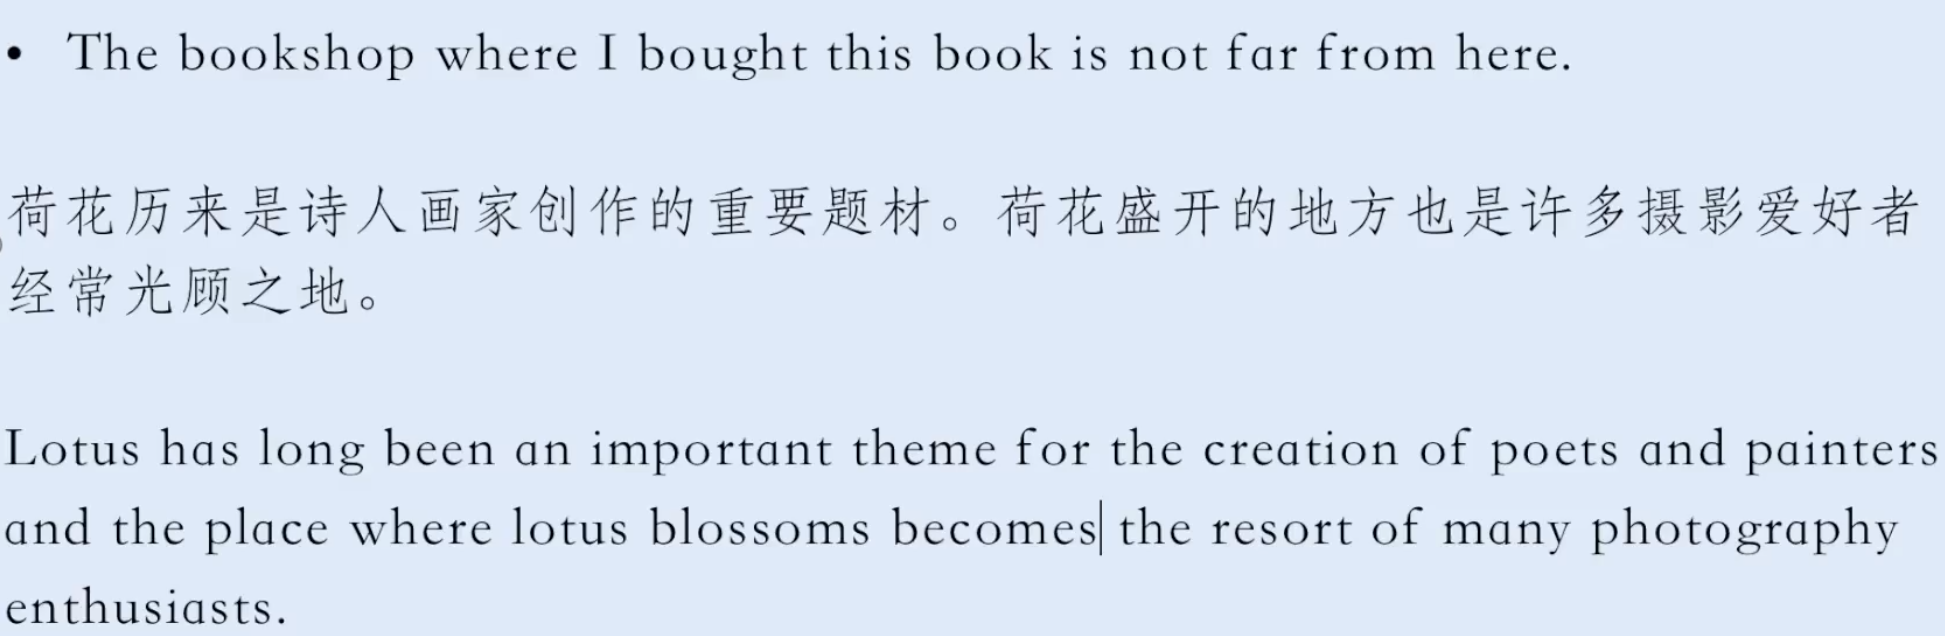 • The bookshop where I bought this book is not far from here.
荷花历来是诗人画家创作的重要题材。荷花盛开的地方也是许多摄影爱好者
经常光顾之地。
Lotus has long been an important theme for the creation of poets and painters
and the place where lotus blossoms becomes the resort of many photography
enthusiasts.